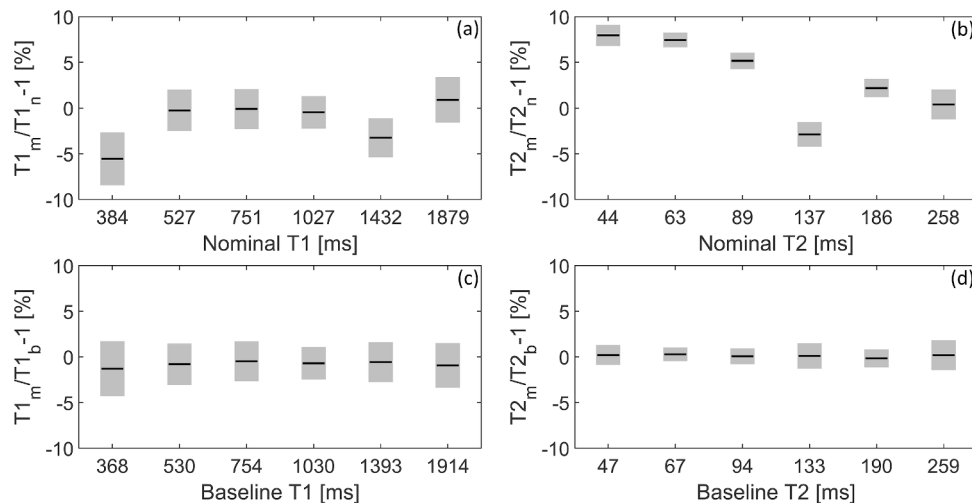 (a)
T1m/T1n-1 [%]
10
5
0
-5
-10
384 527 751 1027 1432 1879
Nominal T1 [ms]
(b)
T2m/T2n-1 [%]
10
5
0
-5
-10
44 63 89 137 186 258
Nominal T2 [ms]
(c)
T1m/T1b-1 [%]
10
5
0
-5
-10
368 530 754 1030 1393 1914
Baseline T1 [ms]
(d)
T2m/T2b-1 [%]
10
5
0
-5
-10
47 67 94 133 190 259
Baseline T2 [ms]